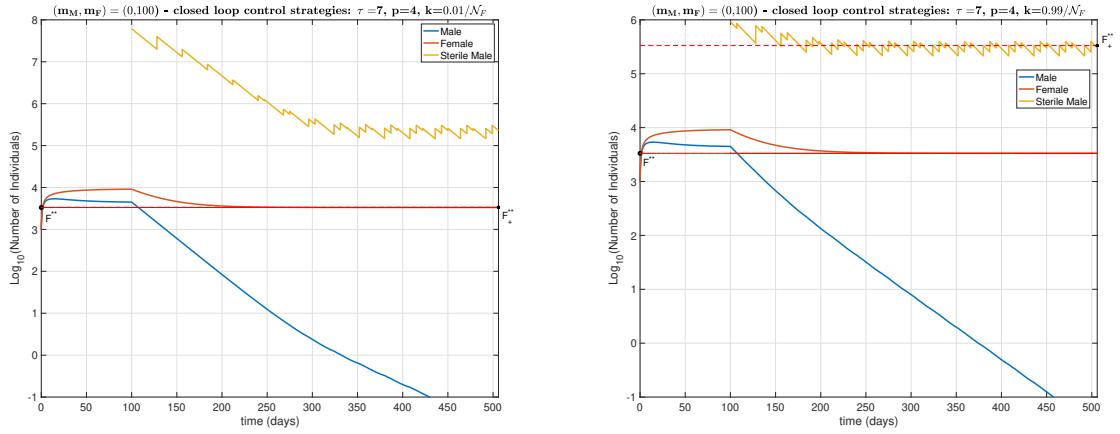 (m_M, m_F) = (0,100) - closed loop control strategies: τ =7, p=4, k=0.01/𝒩_F
Log_10(Number of Individuals)
8
7
6
5
4
3
2
1
0
-1
Male
Female
Sterile Male
F^**
F_+^**
0 50 100 150 200 250 300 350 400 450 500
time (days)
(m_M, m_F) = (0,100) - closed loop control strategies: τ =7, p=4, k=0.99/𝒩_F
Log_10(Number of Individuals)
6
5
4
3
2
1
0
-1
F_+^**
Male
Female
Sterile Male
F^**
0 50 100 150 200 250 300 350 400 450 500
time (days)